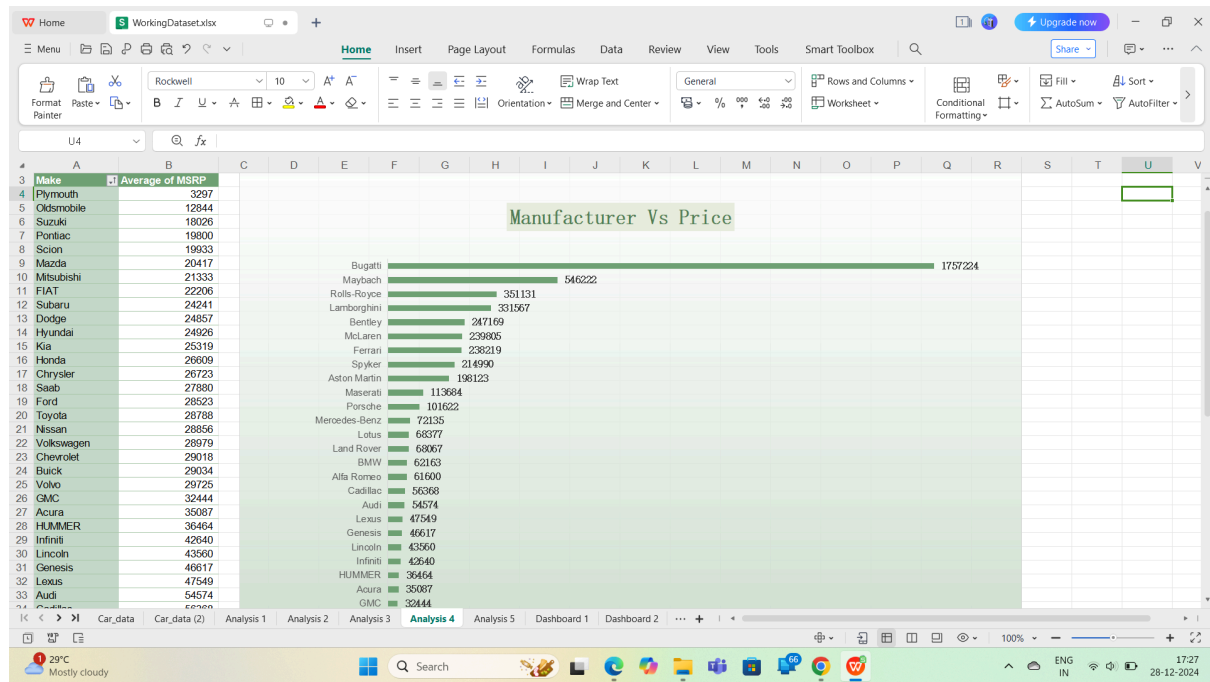 Home WorkingDataset.xlsx 1 Upgrade now
Menu Home Insert Page Layout Formulas Data Review View Tools Smart Toolbox Share
Format Painter Paste Rockwell 10 A+ A- Wrap Text General Rows and Columns Fill Sort
B I U A A Orientation Merge and Center % Worksheet Conditional Formatting AutoSum AutoFilter
U4 fx
A B C D E F G H I J K L M N O P Q R S T U V
3 Make Average of MSRP
4 Plymouth 3297
5 Oldsmobile 12844
6 Suzuki 18026
7 Pontiac 19800
8 Scion 19933
9 Mazda 20417
10 Mitsubishi 21333
11 FIAT 22206
12 Subaru 24241
13 Dodge 24857
14 Hyundai 24926
15 Kia 25319
16 Honda 26609
17 Chrysler 26723
18 Saab 27880
19 Ford 28523
20 Toyota 28788
21 Nissan 28856
22 Volkswagen 28979
23 Chevrolet 29018
24 Buick 29034
25 Volvo 29725
26 GMC 32444
27 Acura 35087
28 HUMMER 36464
29 Infiniti 42640
30 Lincoln 43560
31 Genesis 46617
32 Lexus 47549
33 Audi 54574
34 Cadillac 56368
Manufacturer Vs Price
Bugatti 1757224
Maybach 546222
Rolls-Royce 351131
Lamborghini 331567
Bentley 247169
McLaren 239805
Ferrari 238219
Spyker 214990
Aston Martin 198123
Maserati 113684
Porsche 101622
Mercedes-Benz 72135
Lotus 68377
Land Rover 68067
BMW 62163
Alfa Romeo 61600
Cadillac 56368
Audi 54574
Lexus 47549
Genesis 46617
Lincoln 43560
Infiniti 42640
HUMMER 36464
Acura 35087
GMC 32444
Car_data Car_data (2) Analysis 1 Analysis 2 Analysis 3 Analysis 4 Analysis 5 Dashboard 1 Dashboard 2 ··· +
100%
1 29°C
Mostly cloudy
Search
66
ENG
IN
17:27
28-12-2024